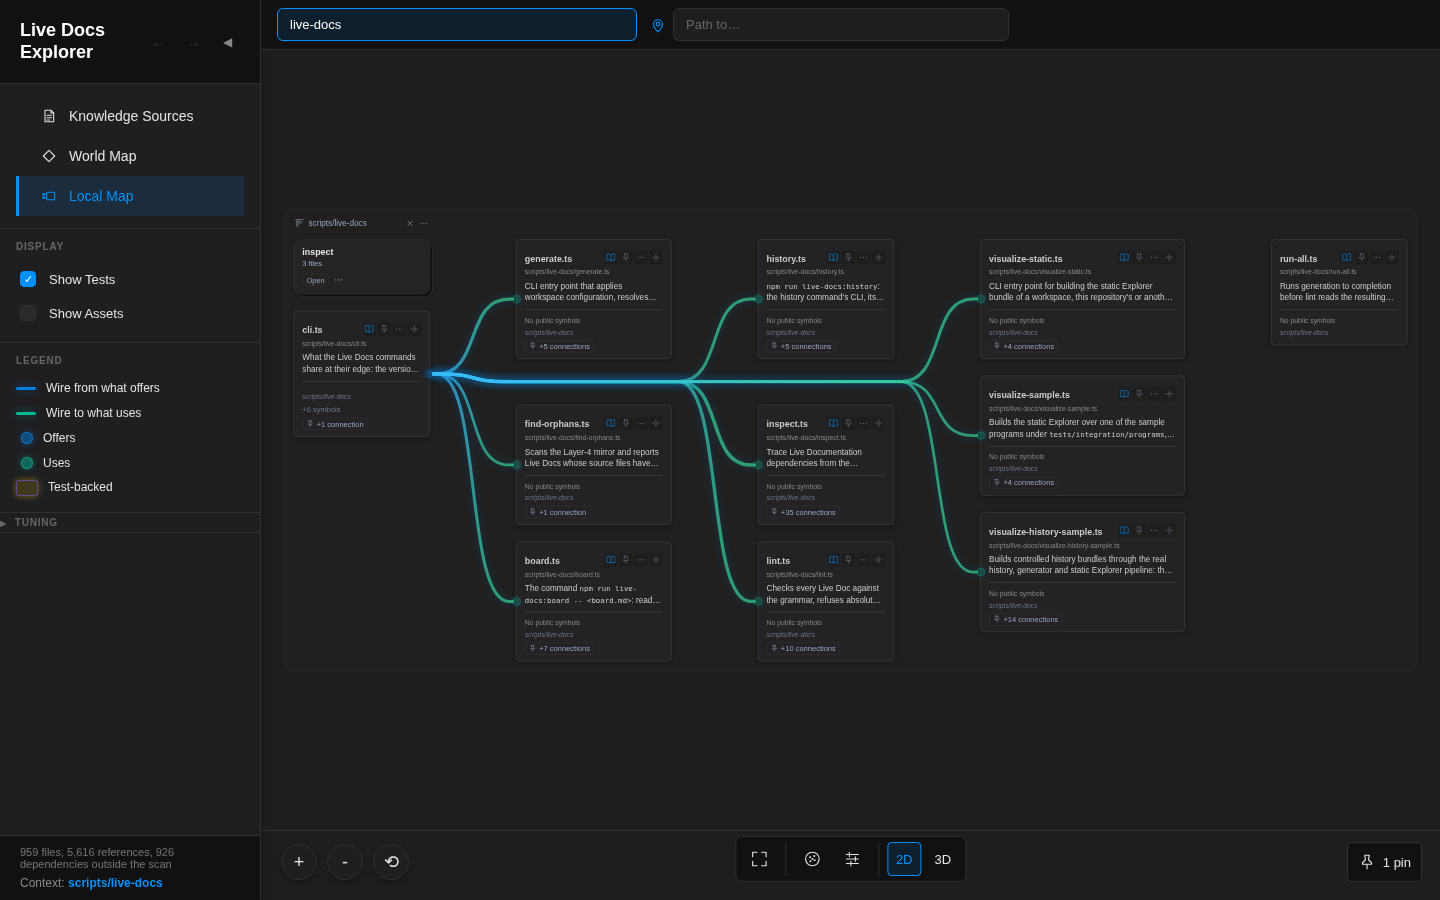 Live Docs
Explorer
← → ◀
live-docs
Path to…
Knowledge Sources
World Map
Local Map
DISPLAY
✓ Show Tests
Show Assets
LEGEND
Wire from what offers
Wire to what uses
Offers
Uses
Test-backed
▶ TUNING
959 files, 5,616 references, 926
dependencies outside the scan
Context: scripts/live-docs
scripts/live-docs
inspect
3 files
Open
cli.ts
scripts/live-docs/cli.ts
What the Live Docs commands
share at their edge: the versio…
scripts/live-docs
+6 symbols
+1 connection
generate.ts
scripts/live-docs/generate.ts
CLI entry point that applies
workspace configuration, resolves…
No public symbols
scripts/live-docs
+5 connections
find-orphans.ts
scripts/live-docs/find-orphans.ts
Scans the Layer-4 mirror and reports
Live Docs whose source files have…
No public symbols
scripts/live-docs
+1 connection
board.ts
scripts/live-docs/board.ts
The command npm run live-
docs:board -- <board.md>: read…
No public symbols
scripts/live-docs
+7 connections
history.ts
scripts/live-docs/history.ts
npm run live-docs:history:
the history command's CLI, its…
No public symbols
scripts/live-docs
+5 connections
inspect.ts
scripts/live-docs/inspect.ts
Trace Live Documentation
dependencies from the…
No public symbols
scripts/live-docs
+35 connections
lint.ts
scripts/live-docs/lint.ts
Checks every Live Doc against
the grammar, refuses absolut…
No public symbols
scripts/live-docs
+10 connections
visualize-static.ts
scripts/live-docs/visualize-static.ts
CLI entry point for building the static Explorer
bundle of a workspace, this repository's or anoth…
No public symbols
scripts/live-docs
+4 connections
visualize-sample.ts
scripts/live-docs/visualize-sample.ts
Builds the static Explorer over one of the sample
programs under tests/integration/programs,…
No public symbols
scripts/live-docs
+4 connections
visualize-history-sample.ts
scripts/live-docs/visualize-history-sample.ts
Builds controlled history bundles through the real
history, generator and static Explorer pipeline: th…
No public symbols
scripts/live-docs
+14 connections
run-all.ts
scripts/live-docs/run-all.ts
Runs generation to completion
before lint reads the resulting…
No public symbols
scripts/live-docs
+ - ⟲
2D 3D
1 pin